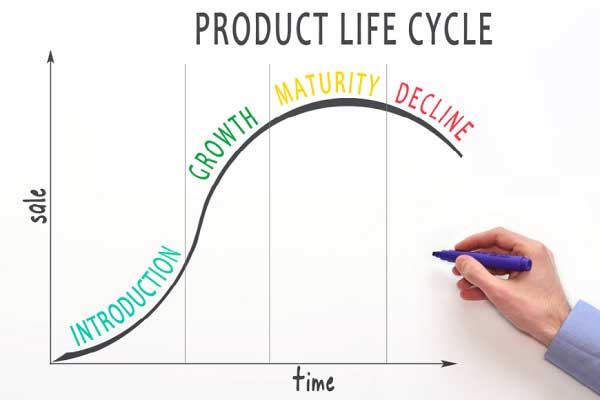 PRODUCT LIFE CYCLE
sale
INTRODUCTION
GROWTH
MATURITY
DECLINE
time